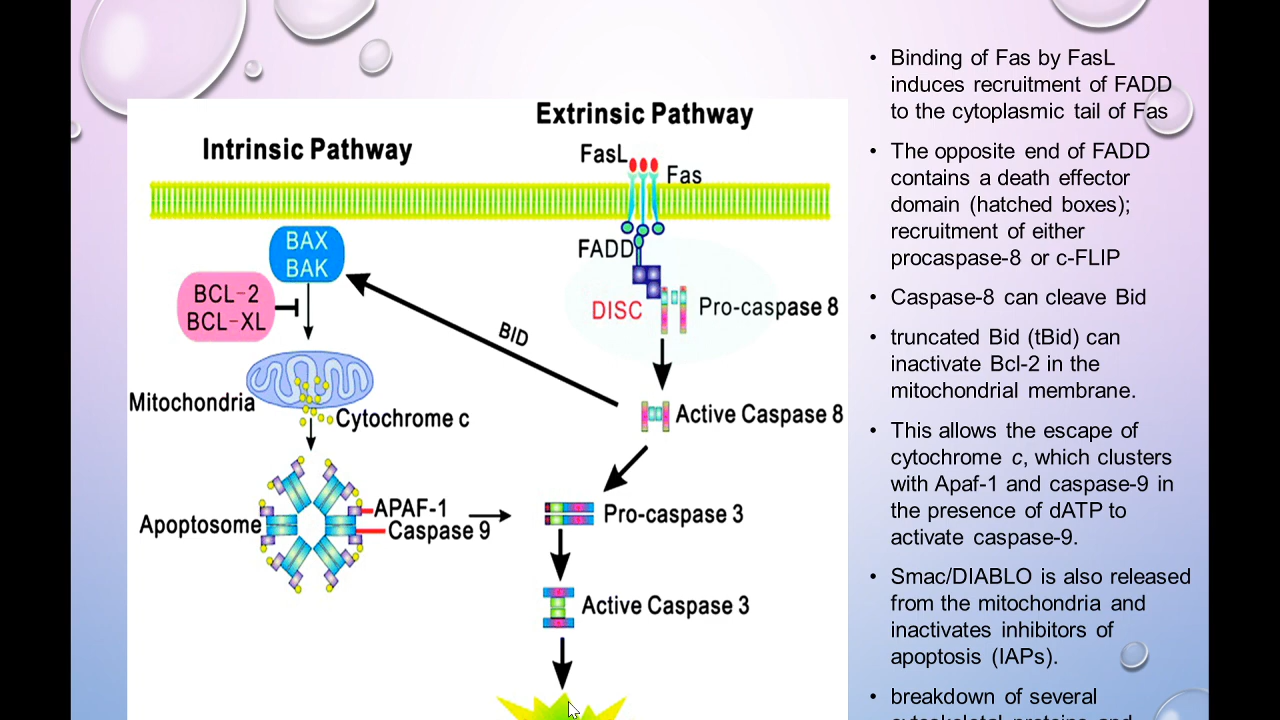 Extrinsic Pathway
Intrinsic Pathway
FasL
Fas
BAX
BAK
FADD
BCL-2
BCL-XL
DISC
Pro-caspase 8
BID
Mitochondria
Cytochrome c
Active Caspase 8
Apoptosome
APAF-1
Caspase 9
Pro-caspase 3
Active Caspase 3
• Binding of Fas by FasL
induces recruitment of FADD
to the cytoplasmic tail of Fas
• The opposite end of FADD
contains a death effector
domain (hatched boxes);
recruitment of either
procaspase-8 or c-FLIP
• Caspase-8 can cleave Bid
• truncated Bid (tBid) can
inactivate Bcl-2 in the
mitochondrial membrane.
• This allows the escape of
cytochrome c, which clusters
with Apaf-1 and caspase-9 in
the presence of dATP to
activate caspase-9.
• Smac/DIABLO is also released
from the mitochondria and
inactivates inhibitors of
apoptosis (IAPs).
• breakdown of several